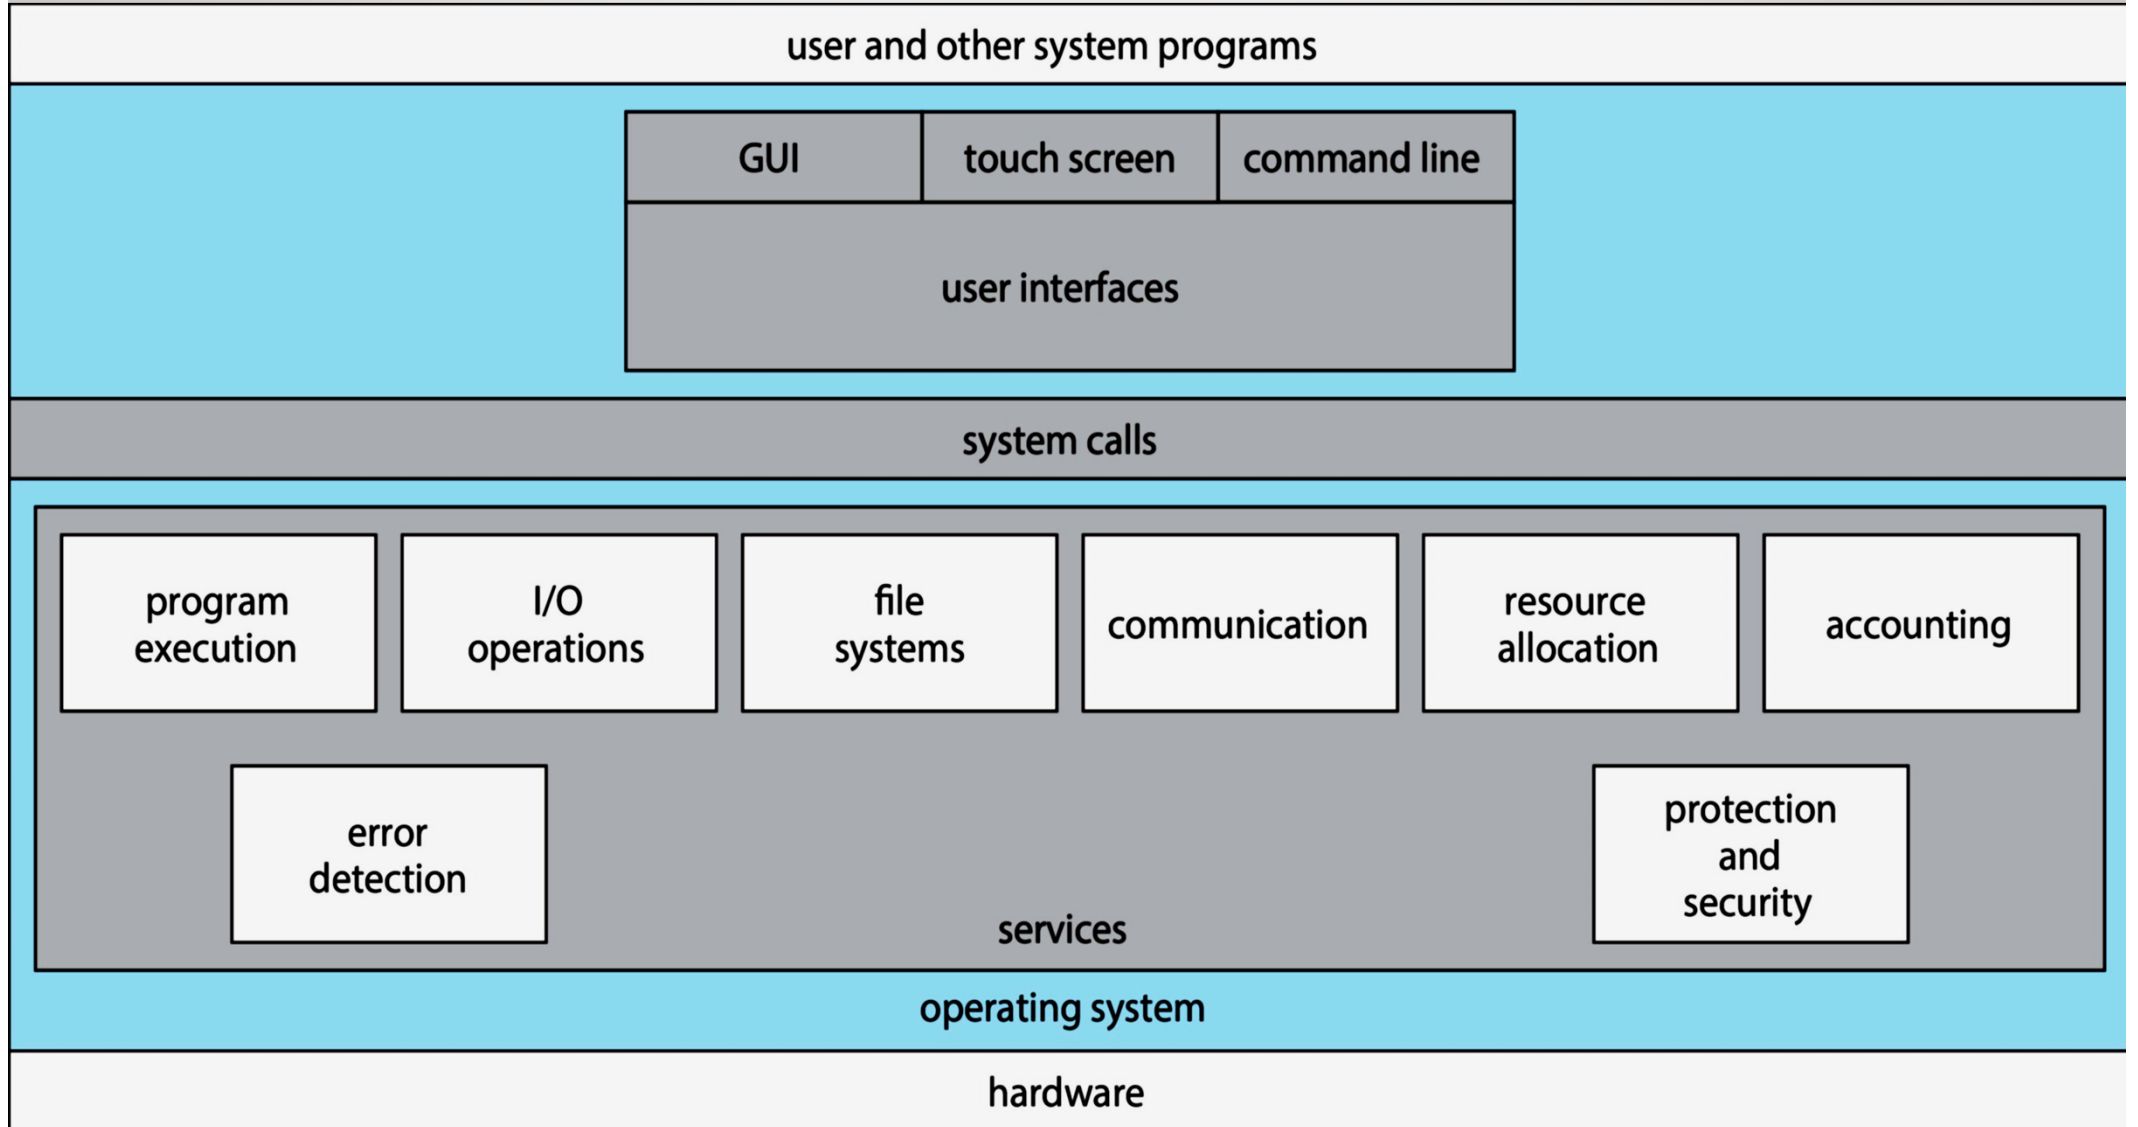 user and other system programs
GUI
touch screen
command line
user interfaces
system calls
program
execution
I/O
operations
file
systems
communication
resource
allocation
accounting
error
detection
protection
and
security
services
operating system
hardware